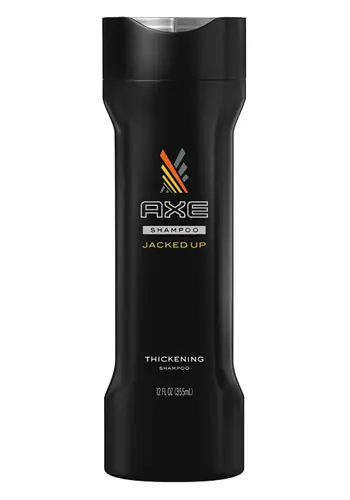 AXE
SHAMPOO
JACKED UP
THICKENING
SHAMPOO
12 FL OZ (355mL)